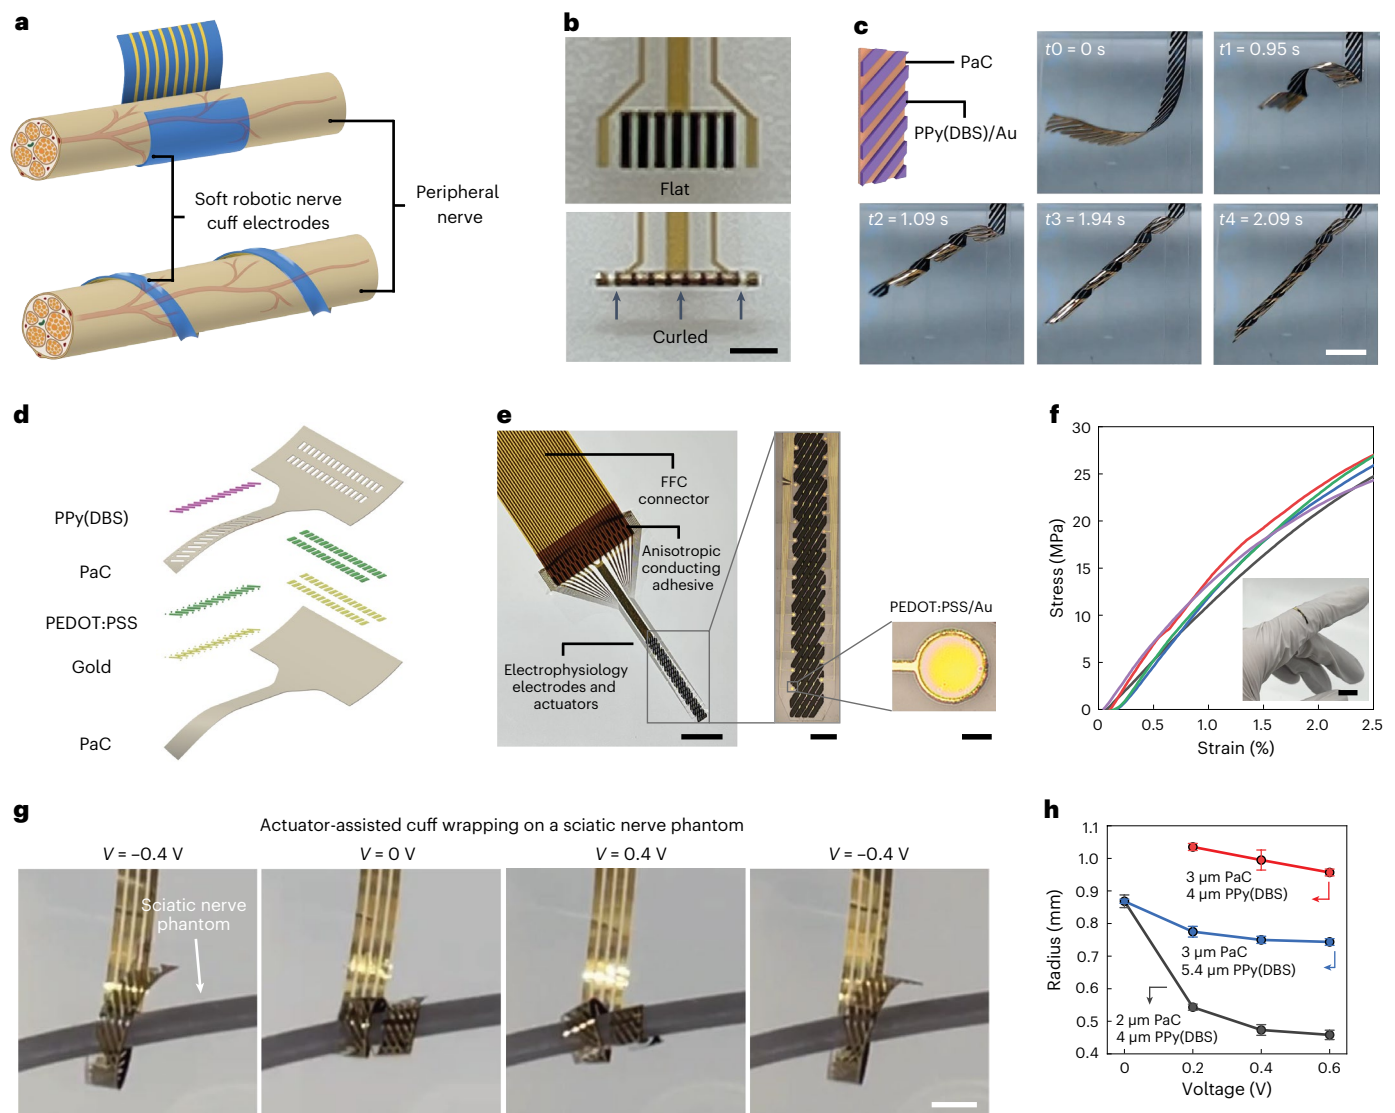 a
Soft robotic nerve
cuff electrodes
Peripheral
nerve
b
Flat
Curled
c
PaC
PPy(DBS)/Au
t0 = 0 s
t1 = 0.95 s
t2 = 1.09 s
t3 = 1.94 s
t4 = 2.09 s
d
PPy(DBS)
PaC
PEDOT:PSS
Gold
PaC
e
FFC
connector
Anisotropic
conducting
adhesive
Electrophysiology
electrodes and
actuators
PEDOT:PSS/Au
f
Stress (MPa)
30
25
20
15
10
5
0
0
0.5
1.0
1.5
2.0
2.5
Strain (%)
g
Actuator-assisted cuff wrapping on a sciatic nerve phantom
V = –0.4 V
V = 0 V
V = 0.4 V
V = –0.4 V
Sciatic nerve
phantom
h
Radius (mm)
1.1
1.0
0.9
0.8
0.7
0.6
0.5
0.4
3 µm PaC
4 µm PPy(DBS)
3 µm PaC
5.4 µm PPy(DBS)
2 µm PaC
4 µm PPy(DBS)
0
0.2
0.4
0.6
Voltage (V)